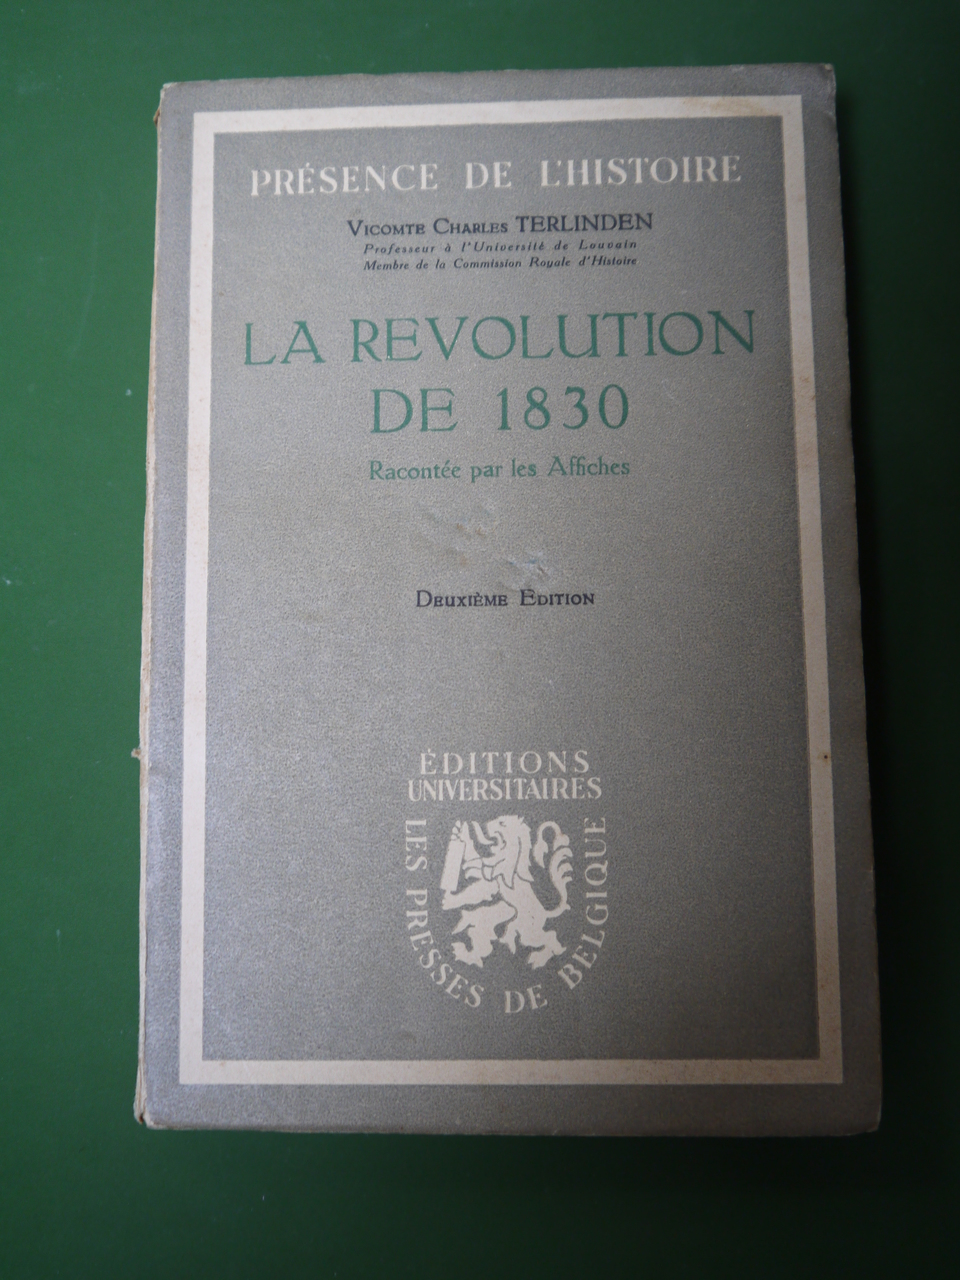 PRÉSENCE DE L'HISTOIRE
VICOMTE CHARLES TERLINDEN
Professeur à l'Université de Louvain
Membre de la Commission Royale d'Histoire
LA REVOLUTION
DE 1830
Racontée par les Affiches
DEUXIÈME EDITION
ÉDITIONS
UNIVERSITAIRES
LES PRESSES DE BELGIQUE